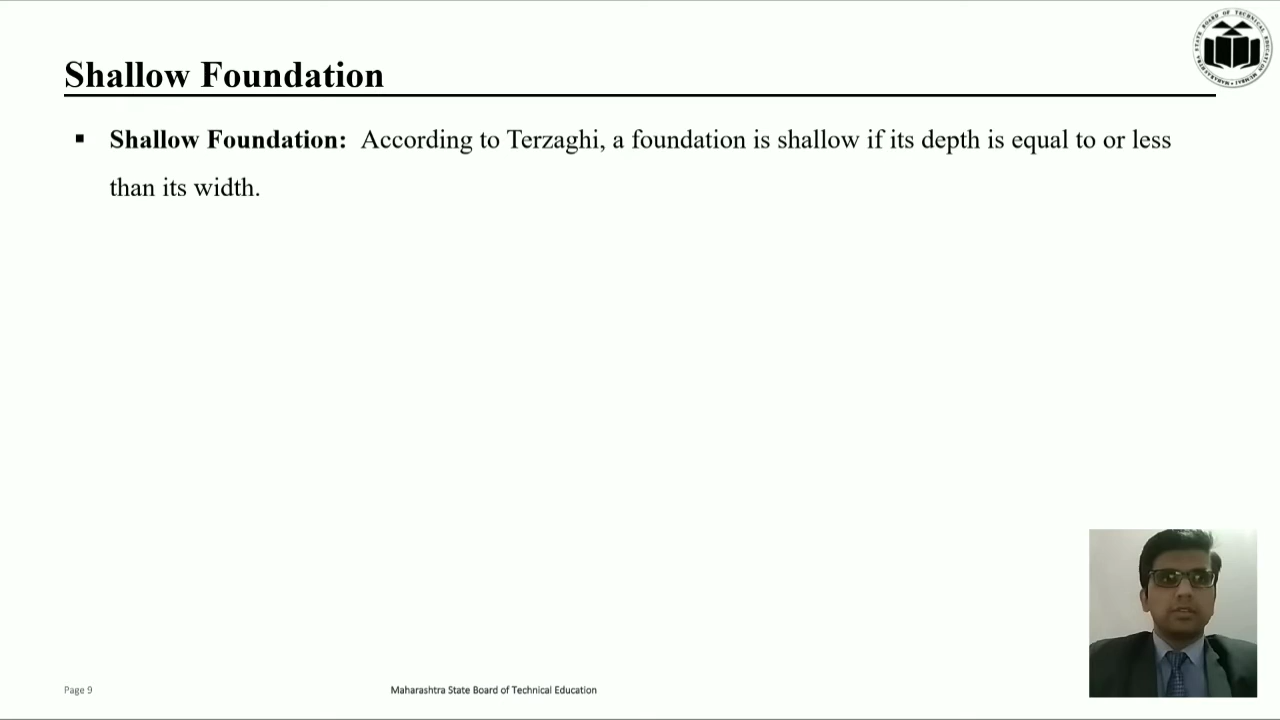 Shallow Foundation
▪ Shallow Foundation: According to Terzaghi, a foundation is shallow if its depth is equal to or less
than its width.
Page 9
Maharashtra State Board of Technical Education